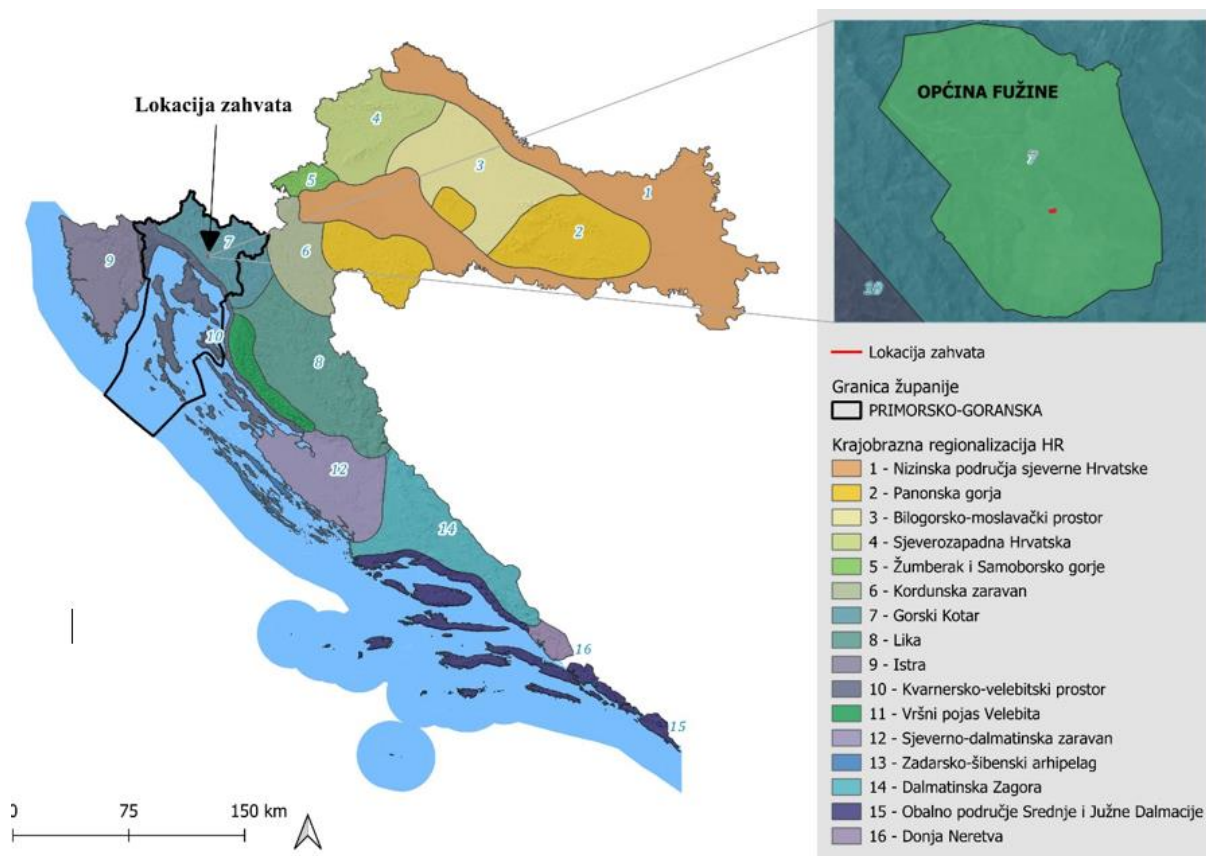 Lokacija zahvata
4
3
1
5
2
7
6
9
10
8
12
14
16
15
0 75 150 km
OPĆINA FUŽINE
7
10
Lokacija zahvata
Granica županije
PRIMORSKO-GORANSKA
Krajobrazna regionalizacija HR
1 - Nizinska područja sjeverne Hrvatske
2 - Panonska gorja
3 - Bilogorsko-moslavački prostor
4 - Sjeverozapadna Hrvatska
5 - Žumberak i Samoborsko gorje
6 - Kordunska zaravan
7 - Gorski Kotar
8 - Lika
9 - Istra
10 - Kvarnersko-velebitski prostor
11 - Vršni pojas Velebita
12 - Sjeverno-dalmatinska zaravan
13 - Zadarsko-šibenski arhipelag
14 - Dalmatinska Zagora
15 - Obalno područje Srednje i Južne Dalmacije
16 - Donja Neretva